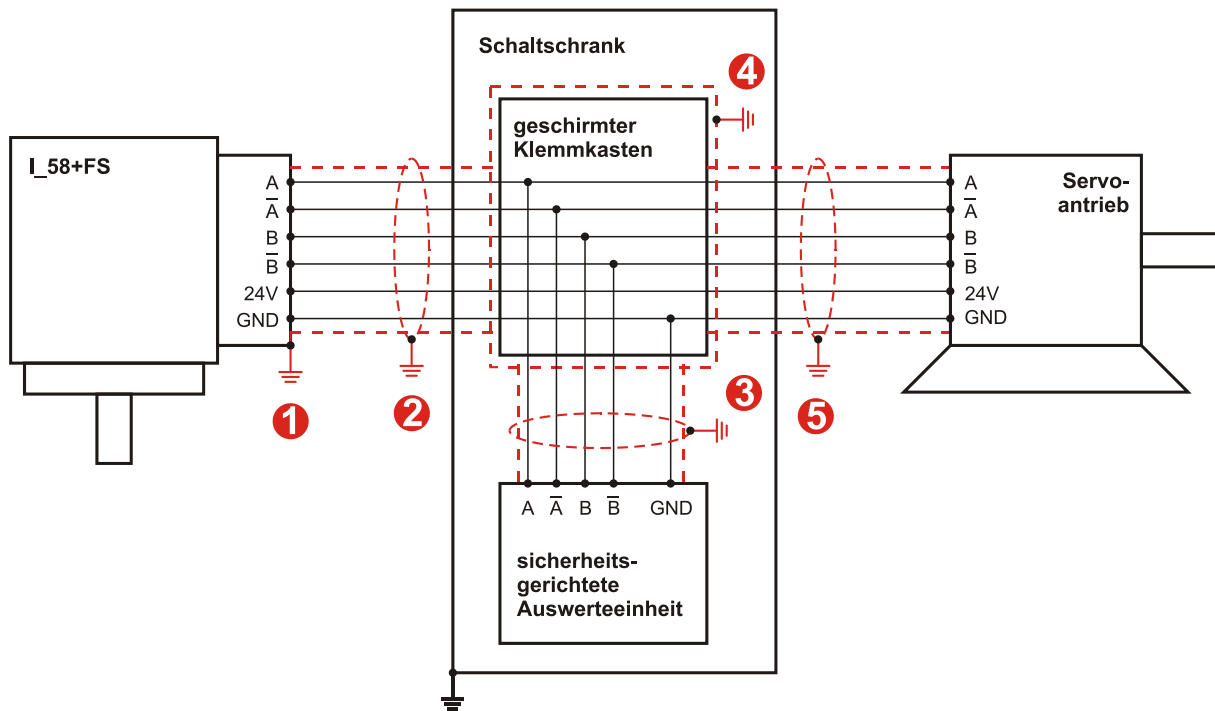 Schaltschrank
4
geschirmter
Klemmkasten
I_58+FS
A
A̅
B
B̅
24V
GND
Servo-
antrieb
A
A̅
B
B̅
24V
GND
1
2
3
5
A A̅ B B̅ GND
sicherheits-
gerichtete
Auswerteeinheit